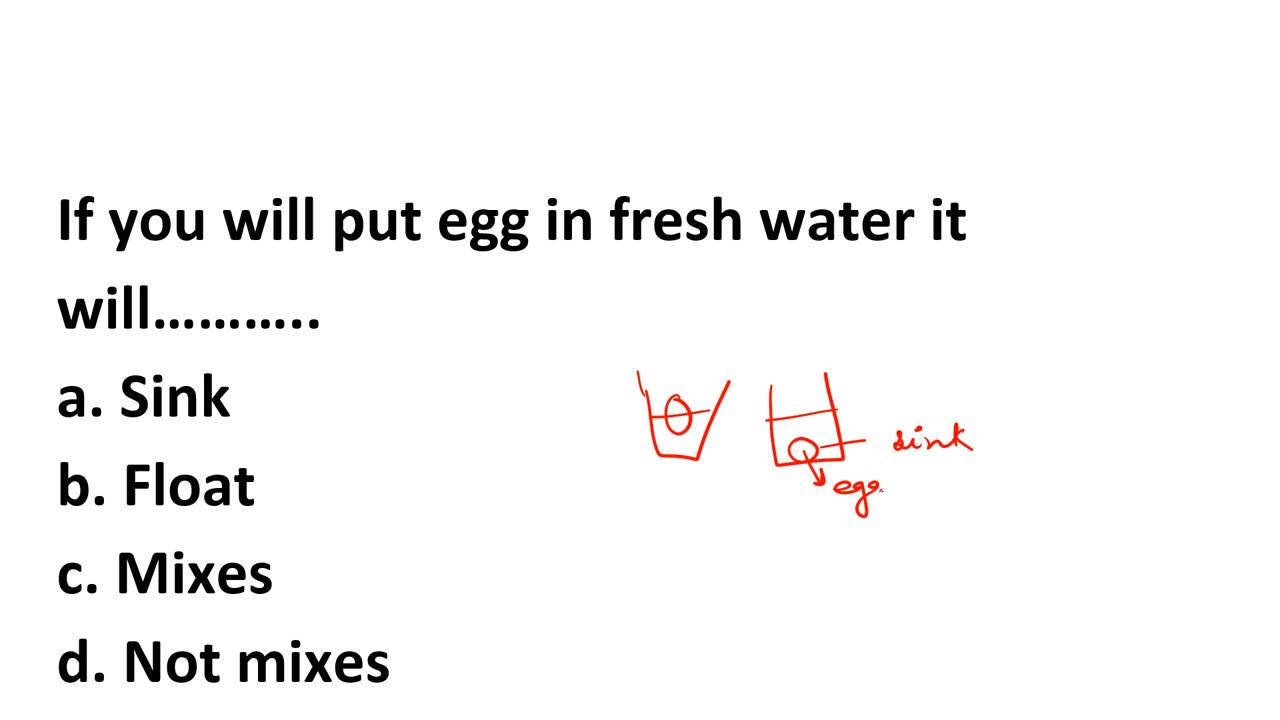 If you will put egg in fresh water it
will………..
a. Sink
b. Float
c. Mixes
d. Not mixes
sink
egg